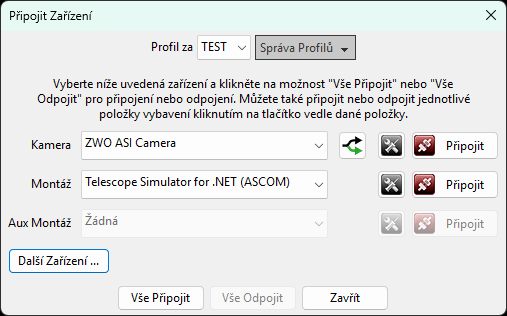 Připojit Zařízení
Profil za TEST Správa Profilů
Vyberte níže uvedená zařízení a klikněte na možnost "Vše Připojit" nebo "Vše
Odpojit" pro připojení nebo odpojení. Můžete také připojit nebo odpojit jednotlivé
položky vybavení kliknutím na tlačítko vedle dané položky.
Kamera ZWO ASI Camera Připojit
Montáž Telescope Simulator for .NET (ASCOM) Připojit
Aux Montáž Žádná Připojit
Další Zařízení ...
Vše Připojit Vše Odpojit Zavřít